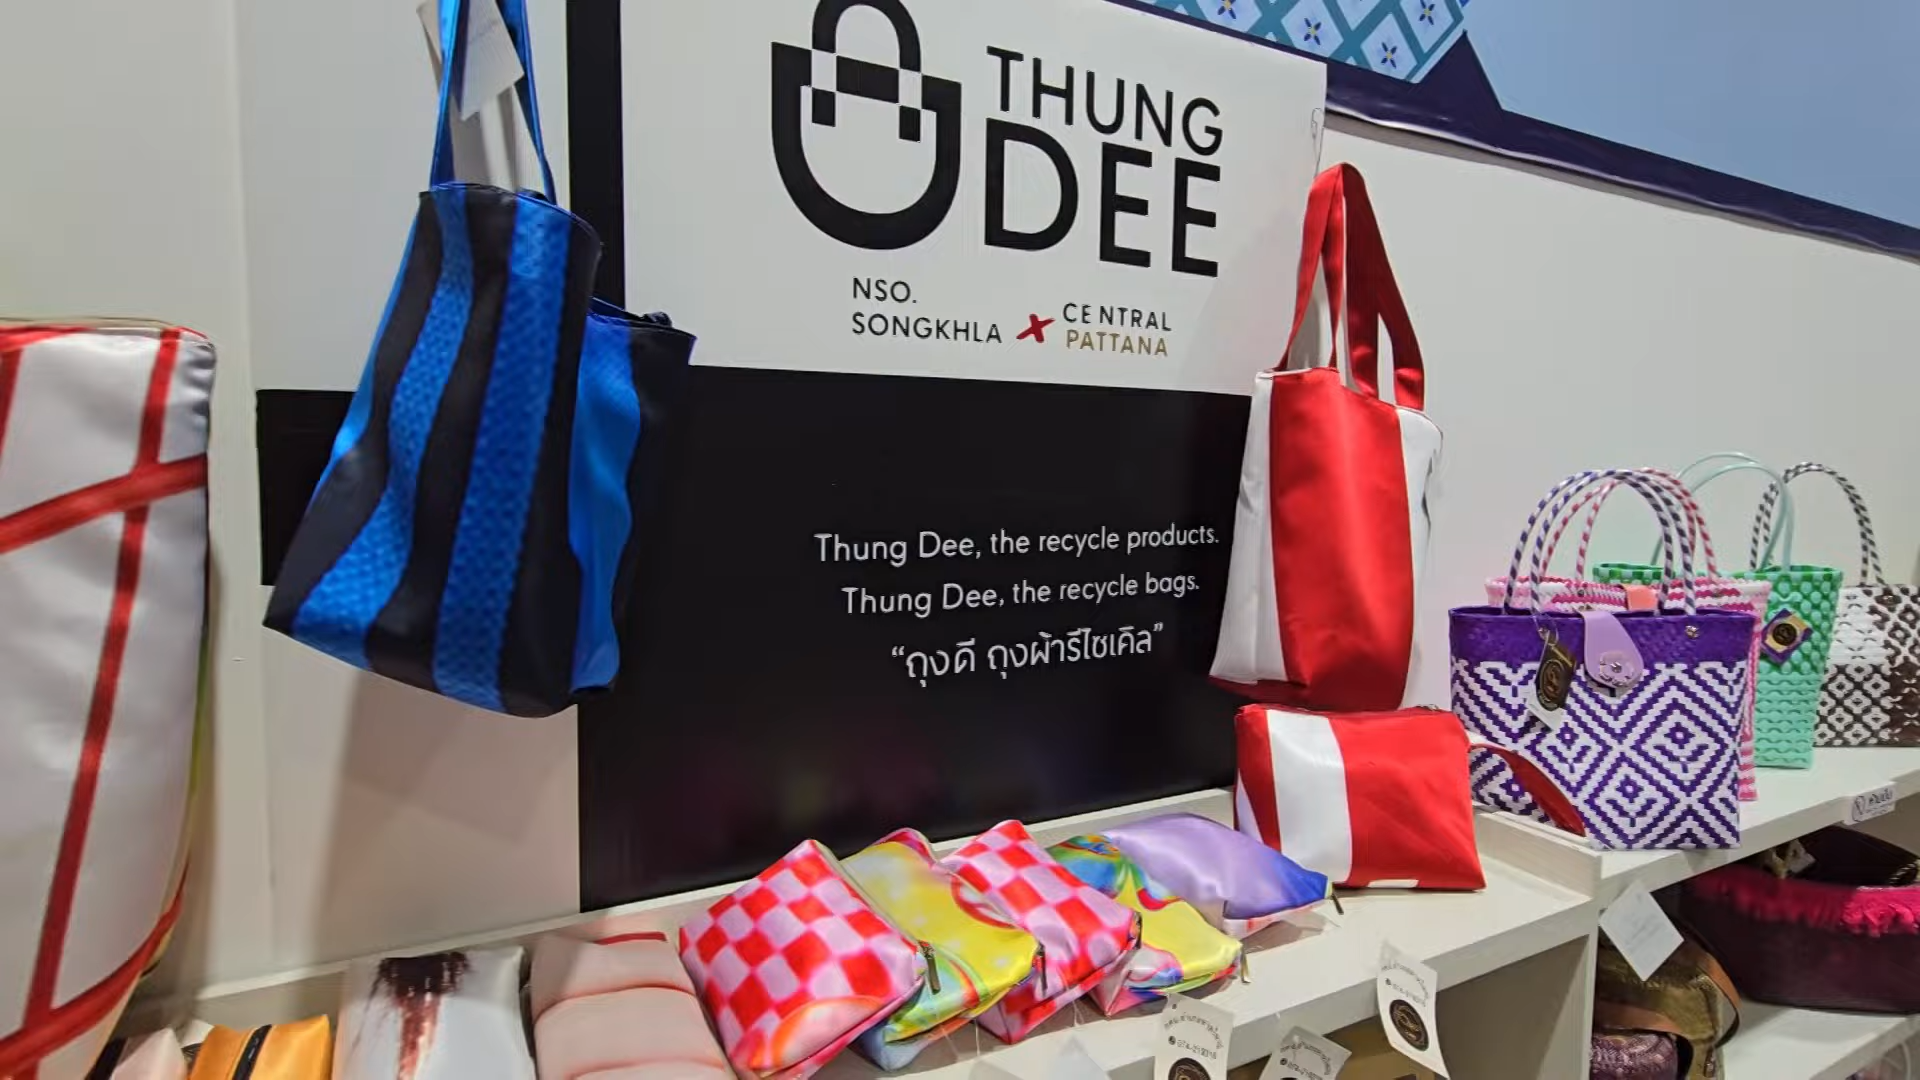 THUNG
DEE
NSO.
SONGKHLA X CENTRAL
PATTANA
Thung Dee, the recycle products.
Thung Dee, the recycle bags.
“ถุงดี ถุงผ้ารีไซเคิล”